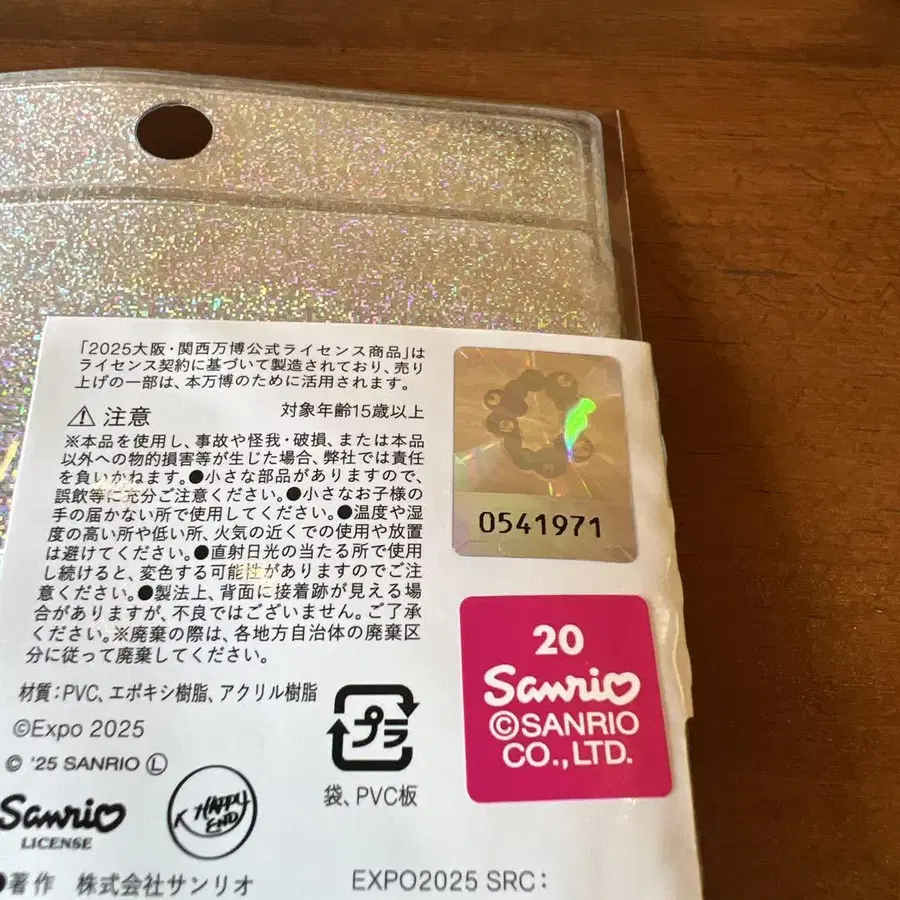 「2025大阪・関西万博公式ライセンス商品」は
ライセンス契約に基づいて製造されており、売り
上げの一部は、本万博のために活用されます。
注意
対象年齢15歳以上
※本品を使用し、事故や怪我・破損、または本品
以外への物的損害等が生じた場合、弊社では責任
を負いかねます。●小さな部品がありますので、
誤飲等に充分ご注意ください。●小さなお子様の
手の届かない所で使用してください。●温度や湿
度の高い所や低い所、火気の近くでの使用や放置
は避けてください。●直射日光の当たる所で使用
し続けると、変色する可能性がありますのでご注
意ください。●製法上、背面に接着跡が見える場
合がありますが、不良ではございません。ご了承
ください。※廃棄の際は、各地方自治体の廃棄区
分に従って廃棄してください。
材質：PVC、エポキシ樹脂、アクリル樹脂
©Expo 2025
© '25 SANRIO Ⓛ
Sanrio
LICENSE
K HAPPY
END
プラ
袋、PVC板
●著作 株式会社サンリオ
EXPO2025 SRC：
0541971
20
Sanrio
©SANRIO
CO.,LTD.